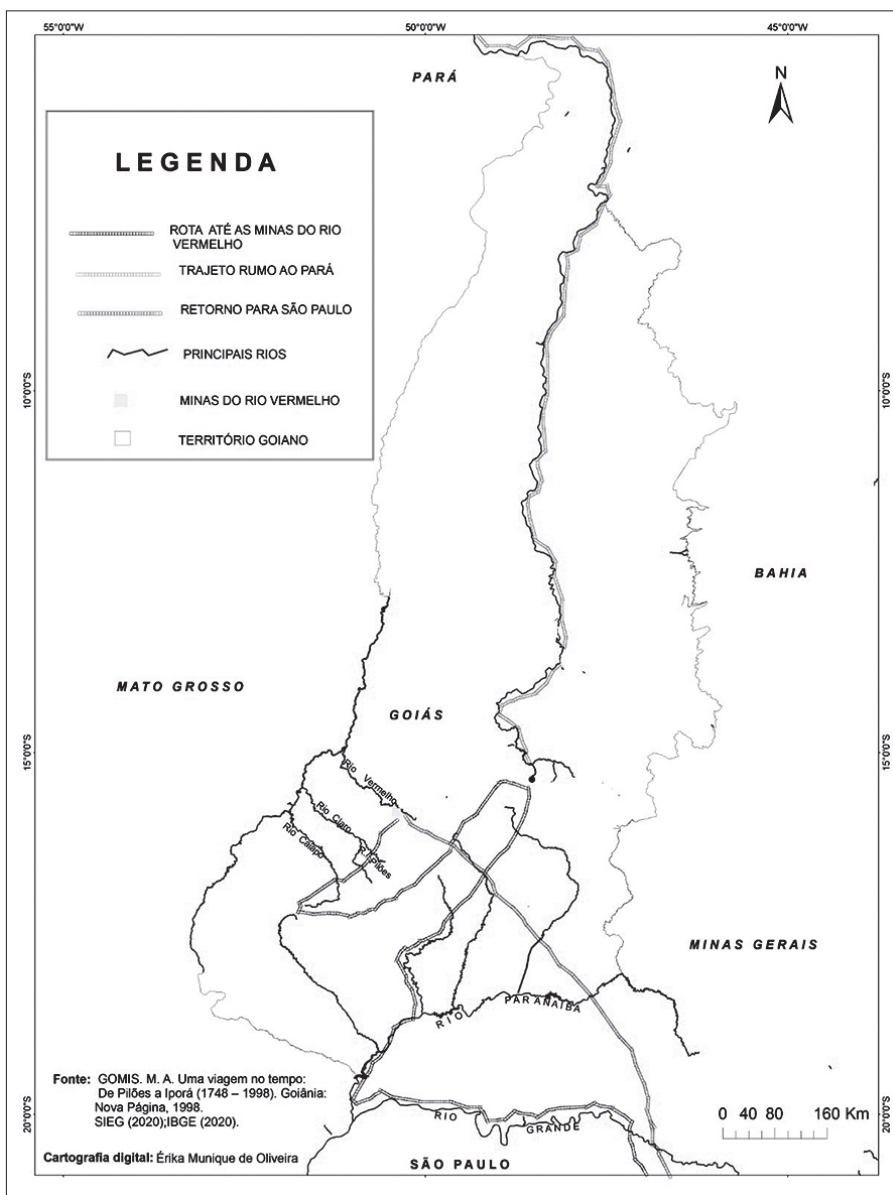 55°0'0"W
50°0'0"W
45°0'0"W
PARÁ
N
LEGENDA
ROTA ATÉ AS MINAS DO RIO
VERMELHO
TRAJETO RUMO AO PARÁ
RETORNO PARA SÃO PAULO
PRINCIPAIS RIOS
MINAS DO RIO VERMELHO
TERRITÓRIO GOIANO
10°0'0"S
10°0'0"S
BAHIA
MATO GROSSO
GOIÁS
15°0'0"S
15°0'0"S
Rio Vermelho
Rio Claro
R. Pilões
Rio Caiapó
MINAS GERAIS
RIO PARANAÍBA
Fonte: GOMIS. M. A. Uma viagem no tempo:
De Pilões a Iporá (1748 – 1998). Goiânia:
Nova Página, 1998.
SIEG (2020);IBGE (2020).
20°0'0"S
20°0'0"S
RIO GRANDE
0 40 80 160 Km
Cartografia digital: Érika Munique de Oliveira
SÃO PAULO